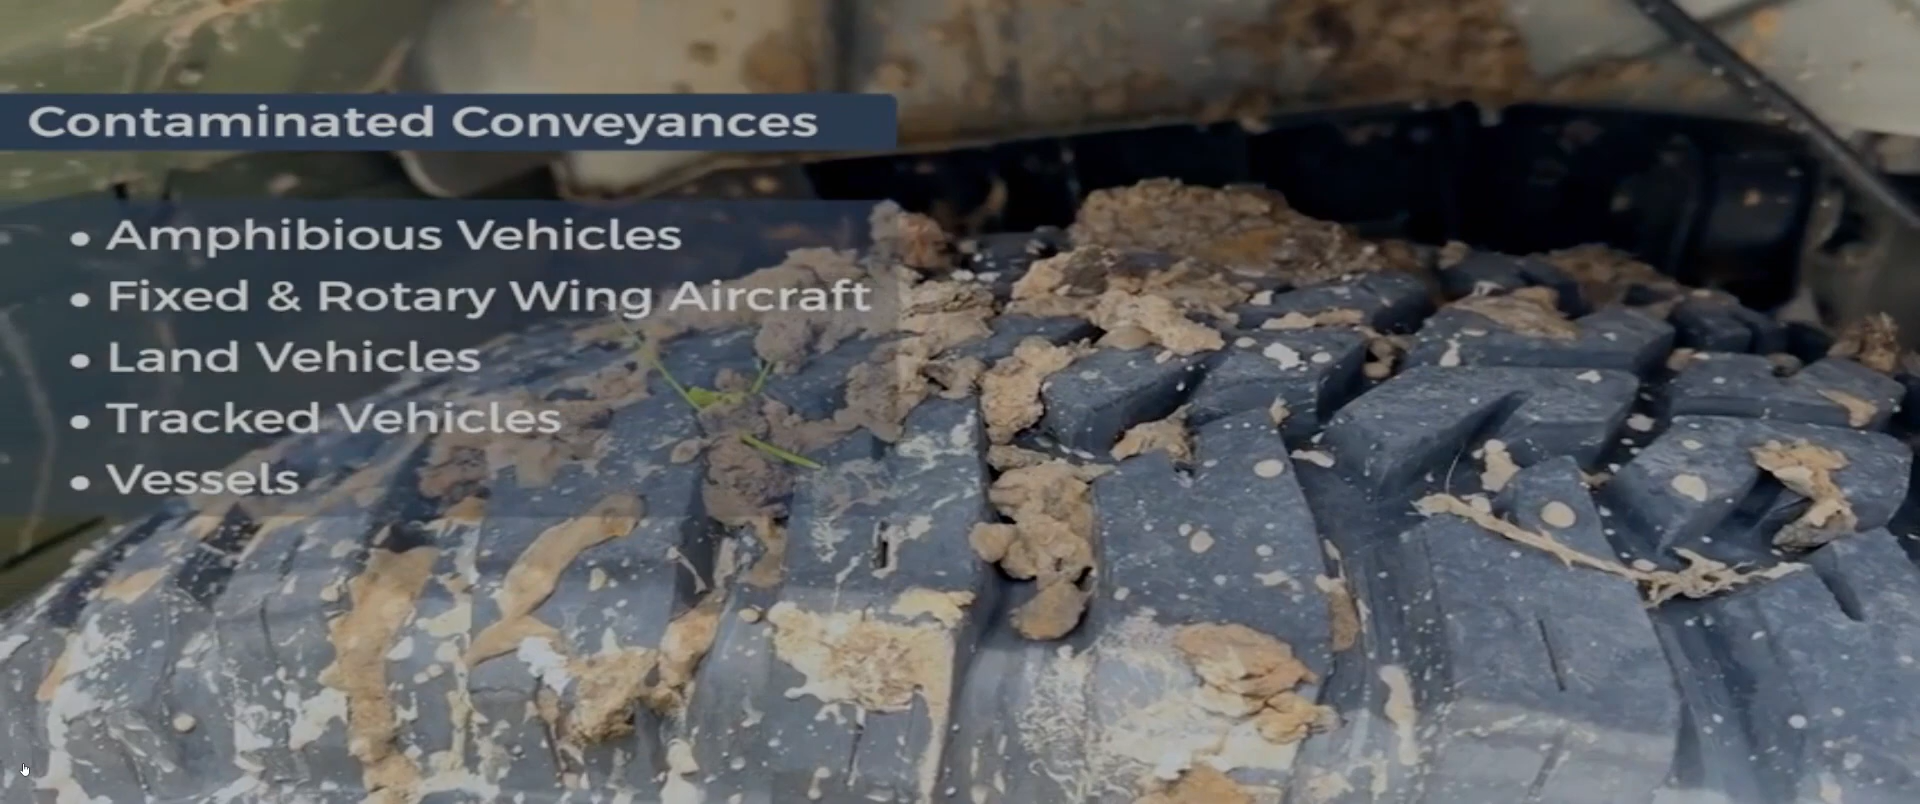 Contaminated Conveyances
• Amphibious Vehicles
• Fixed & Rotary Wing Aircraft
• Land Vehicles
• Tracked Vehicles
• Vessels